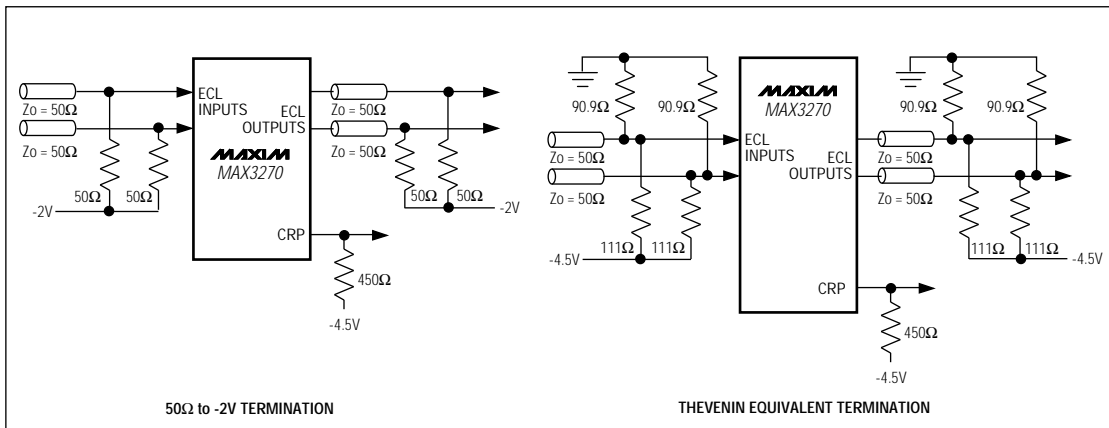 Zo = 50Ω
Zo = 50Ω
50Ω
50Ω
-2V
ECL
INPUTS
ECL
OUTPUTS
MAXIM
MAX3270
CRP
Zo = 50Ω
Zo = 50Ω
50Ω
50Ω
-2V
450Ω
-4.5V
50Ω to -2V TERMINATION
90.9Ω
90.9Ω
Zo = 50Ω
Zo = 50Ω
111Ω
111Ω
-4.5V
MAXIM
MAX3270
ECL
INPUTS
ECL
OUTPUTS
CRP
90.9Ω
90.9Ω
Zo = 50Ω
Zo = 50Ω
111Ω
111Ω
-4.5V
450Ω
-4.5V
THEVENIN EQUIVALENT TERMINATION